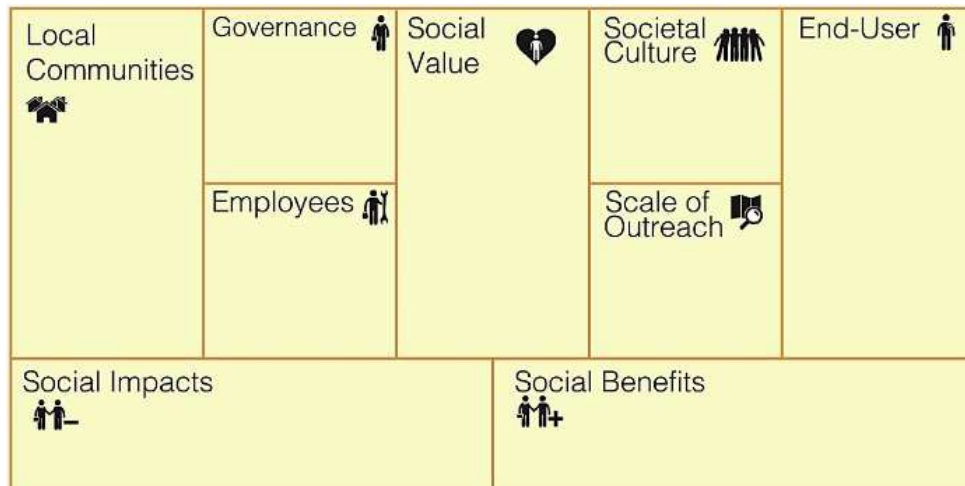 Local
Communities
Governance
Employees
Social
Value
Societal
Culture
Scale of
Outreach
End-User
Social Impacts
Social Benefits